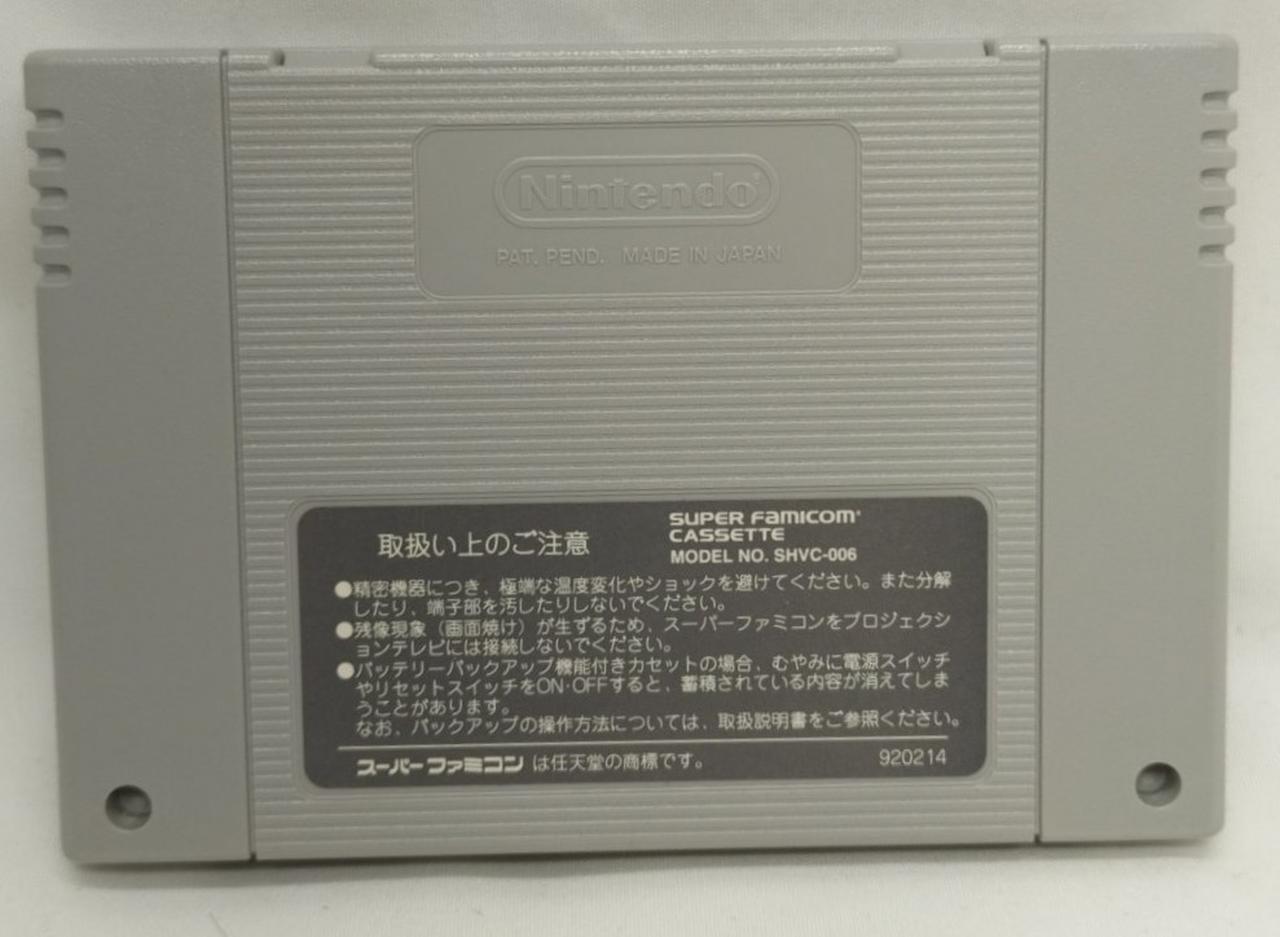 Nintendo®
PAT. PEND. MADE IN JAPAN
取扱い上のご注意
SUPER FAMICOM®
CASSETTE
MODEL NO. SHVC-006
●精密機器につき、極端な温度変化やショックを避けてください。また分解
したり、端子部を汚したりしないでください。
●残像現象（画面焼け）が生ずるため、スーパーファミコンをプロジェクシ
ョンテレビには接続しないでください。
●バッテリーバックアップ機能付きカセットの場合、むやみに電源スイッチ
やリセットスイッチをON·OFFすると、蓄積されている内容が消えてしま
うことがあります。
なお、バックアップの操作方法については、取扱説明書をご参照ください。
スーパーファミコン は任天堂の商標です。
920214